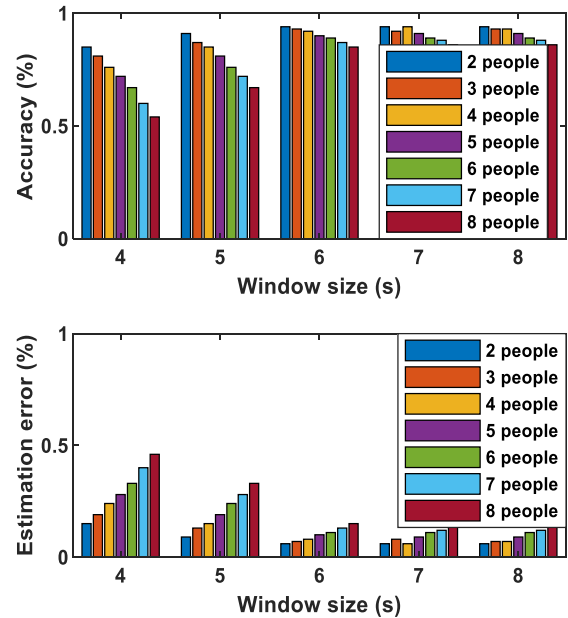 1
0.5
0
Accuracy (%)
4 5 6 7 8
Window size (s)
2 people
3 people
4 people
5 people
6 people
7 people
8 people
1
0.5
0
Estimation error (%)
4 5 6 7 8
Window size (s)
2 people
3 people
4 people
5 people
6 people
7 people
8 people